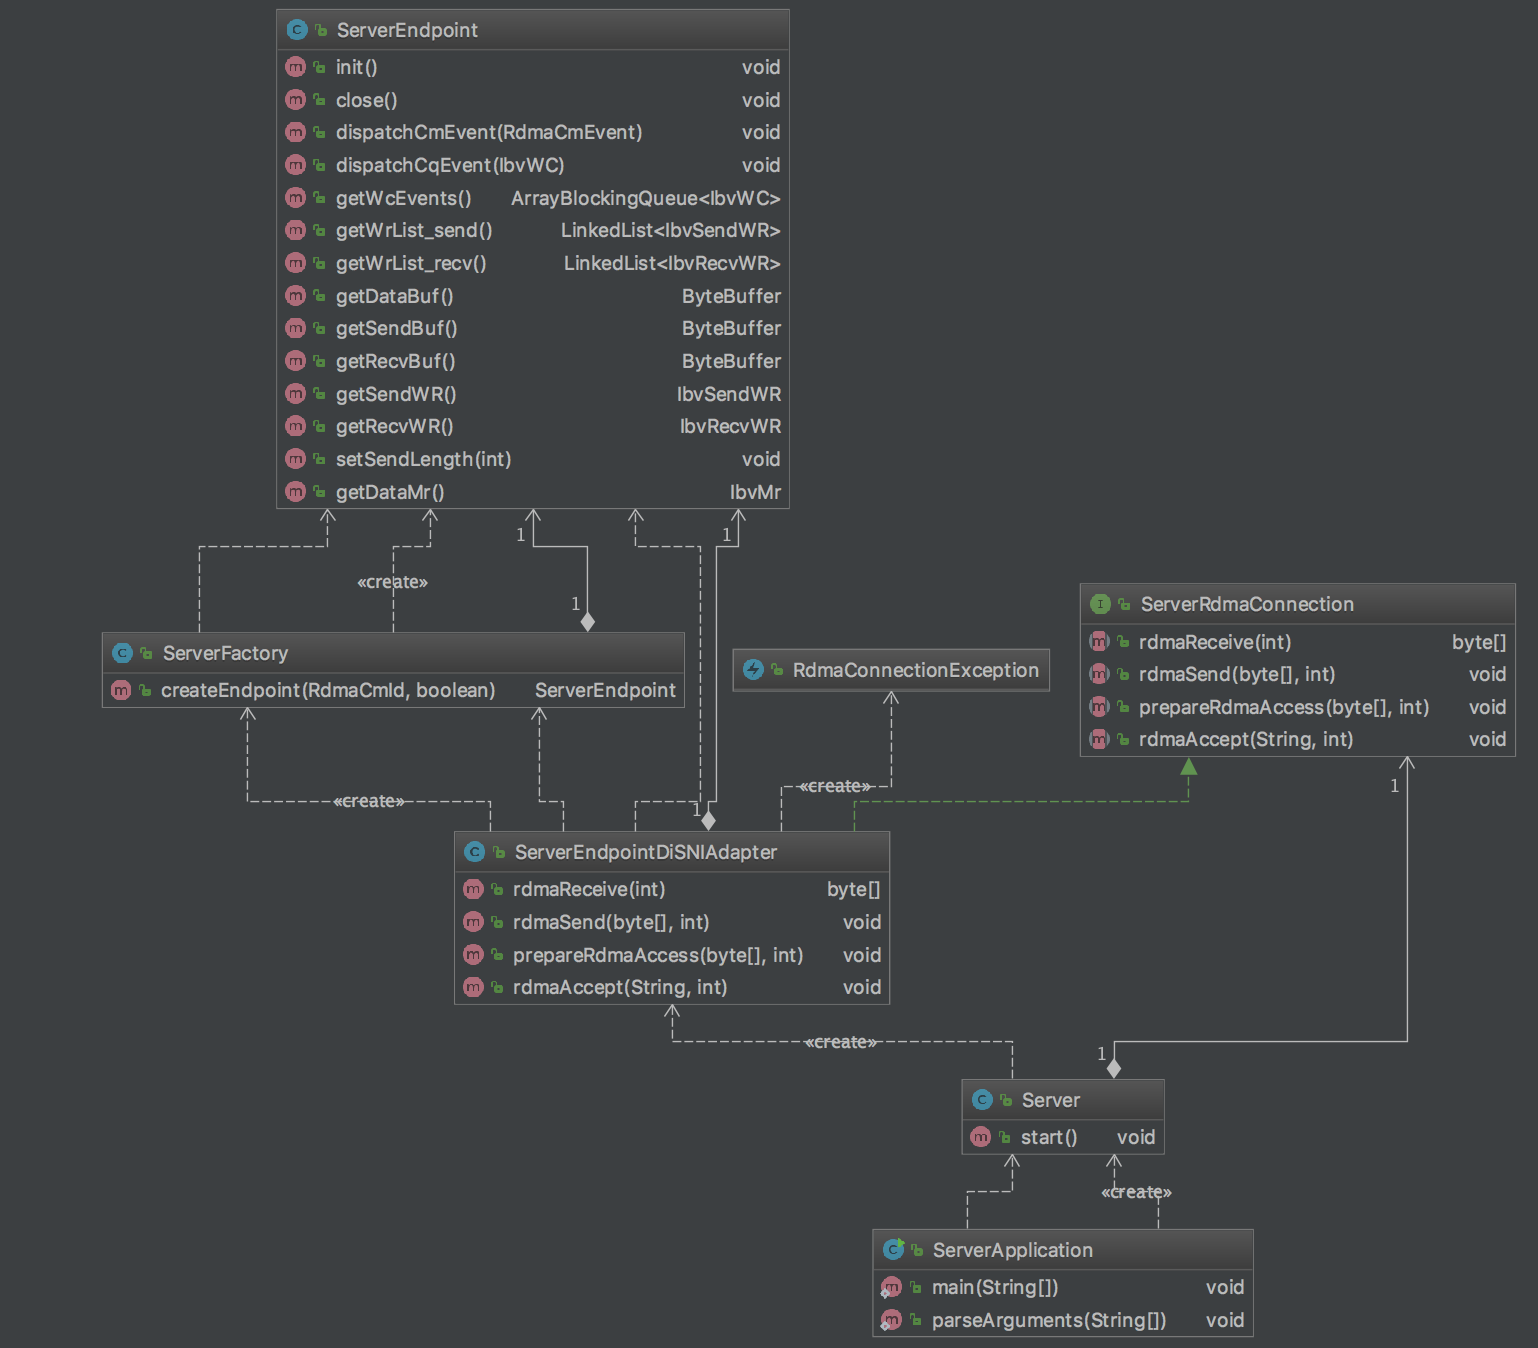 ServerEndpoint
init() void
close() void
dispatchCmEvent(RdmaCmEvent) void
dispatchCqEvent(IbvWC) void
getWcEvents() ArrayBlockingQueue<IbvWC>
getWrList_send() LinkedList<IbvSendWR>
getWrList_recv() LinkedList<IbvRecvWR>
getDataBuf() ByteBuffer
getSendBuf() ByteBuffer
getRecvBuf() ByteBuffer
getSendWR() IbvSendWR
getRecvWR() IbvRecvWR
setSendLength(int) void
getDataMr() IbvMr
1 1
«create»
1
ServerFactory
createEndpoint(RdmaCmId, boolean) ServerEndpoint
RdmaConnectionException
ServerRdmaConnection
rdmaReceive(int) byte[]
rdmaSend(byte[], int) void
prepareRdmaAccess(byte[], int) void
rdmaAccept(String, int) void
«create» 1 «create» 1
ServerEndpointDiSNIAdapter
rdmaReceive(int) byte[]
rdmaSend(byte[], int) void
prepareRdmaAccess(byte[], int) void
rdmaAccept(String, int) void
«create» 1
Server
start() void
«create»
ServerApplication
main(String[]) void
parseArguments(String[]) void